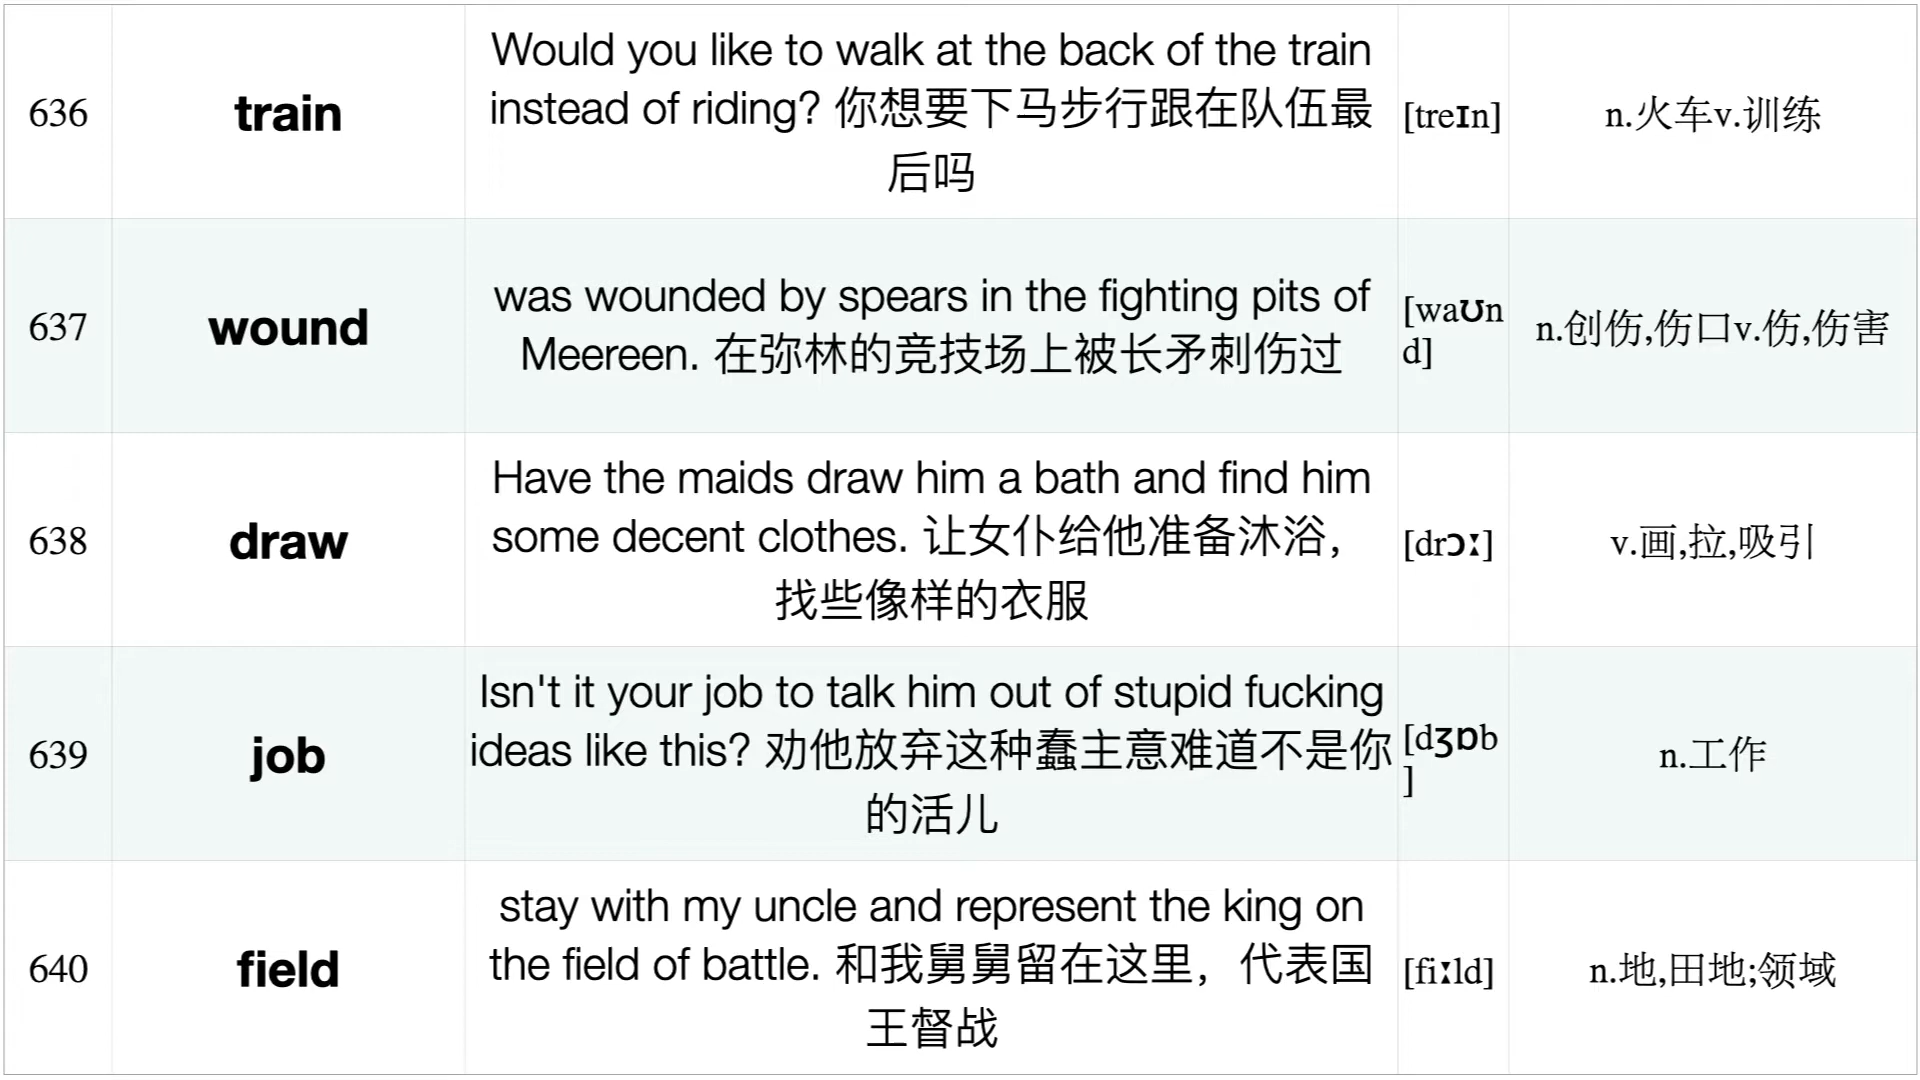 636
train
Would you like to walk at the back of the train
instead of riding? 你想要下马步行跟在队伍最
后吗
[treɪn]
n.火车v.训练
637
wound
was wounded by spears in the fighting pits of
Meereen. 在弥林的竞技场上被长矛刺伤过
[waʊn
d]
n.创伤,伤口v.伤,伤害
638
draw
Have the maids draw him a bath and find him
some decent clothes. 让女仆给他准备沐浴，
找些像样的衣服
[drɔː]
v.画,拉,吸引
639
job
Isn't it your job to talk him out of stupid fucking
ideas like this? 劝他放弃这种蠢主意难道不是你
的活儿
[dʒɒb
]
n.工作
640
field
stay with my uncle and represent the king on
the field of battle. 和我舅舅留在这里，代表国
王督战
[fiːld]
n.地,田地;领域